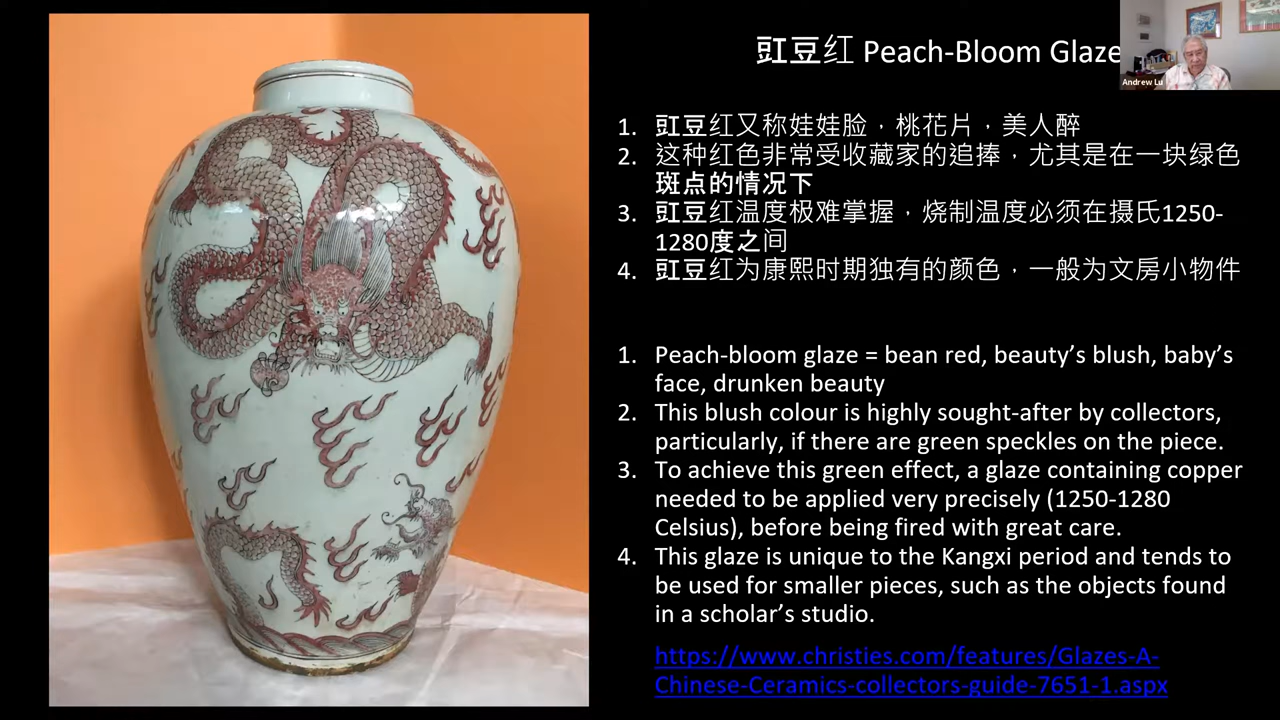 豇豆红 Peach-Bloom Glaze
Andrew Lu
1. 豇豆红又称娃娃脸，桃花片，美人醉
2. 这种红色非常受收藏家的追捧，尤其是在一块绿色
斑点的情况下
3. 豇豆红温度极难掌握，烧制温度必须在摄氏1250-
1280度之间
4. 豇豆红为康熙时期独有的颜色，一般为文房小物件
1. Peach-bloom glaze = bean red, beauty’s blush, baby’s
face, drunken beauty
2. This blush colour is highly sought-after by collectors,
particularly, if there are green speckles on the piece.
3. To achieve this green effect, a glaze containing copper
needed to be applied very precisely (1250-1280
Celsius), before being fired with great care.
4. This glaze is unique to the Kangxi period and tends to
be used for smaller pieces, such as the objects found
in a scholar’s studio.
https://www.christies.com/features/Glazes-A-
Chinese-Ceramics-collectors-guide-7651-1.aspx